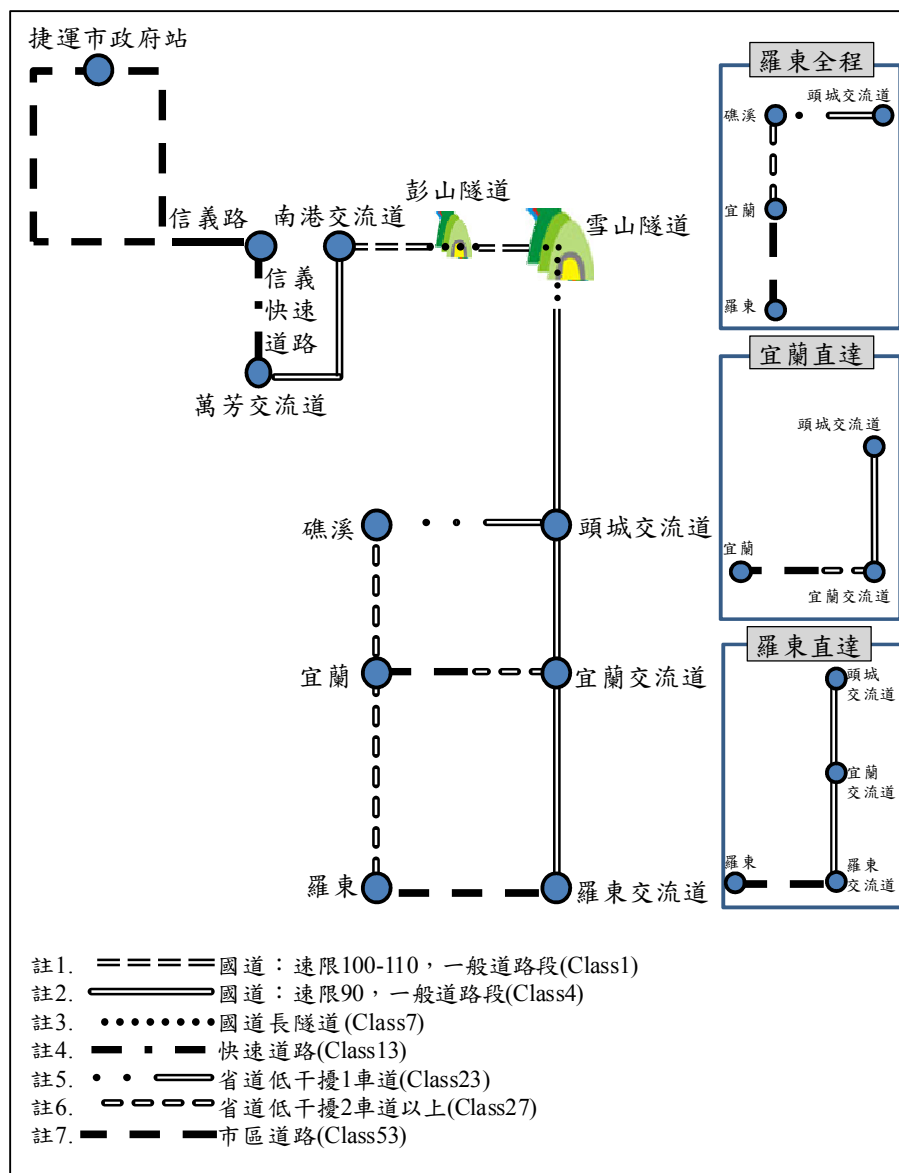 捷運市政府站
信義路
南港交流道
彭山隧道
雪山隧道
信義
快速
道路
萬芳交流道
礁溪
頭城交流道
宜蘭
宜蘭交流道
羅東
羅東交流道
羅東全程
頭城交流道
礁溪
宜蘭
羅東
宜蘭直達
頭城交流道
宜蘭
宜蘭交流道
羅東直達
頭城
交流道
宜蘭
交流道
羅東
羅東
交流道
註1. 國道：速限100-110，一般道路段(Class1)
註2. 國道：速限90，一般道路段(Class4)
註3. 國道長隧道(Class7)
註4. 快速道路(Class13)
註5. 省道低干擾1車道(Class23)
註6. 省道低干擾2車道以上(Class27)
註7. 市區道路(Class53)